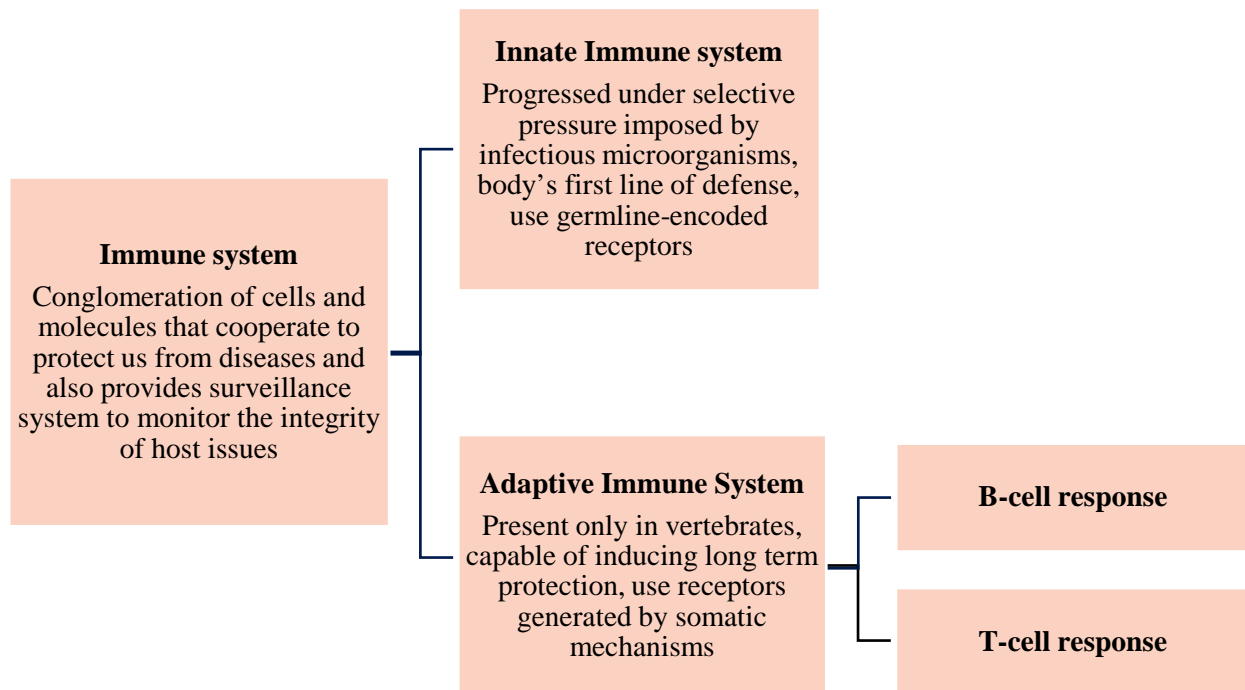 Immune system
Conglomeration of cells and
molecules that cooperate to
protect us from diseases and
also provides surveillance
system to monitor the integrity
of host issues
Innate Immune system
Progressed under selective
pressure imposed by
infectious microorganisms,
body’s first line of defense,
use germline-encoded
receptors
Adaptive Immune System
Present only in vertebrates,
capable of inducing long term
protection, use receptors
generated by somatic
mechanisms
B-cell response
T-cell response